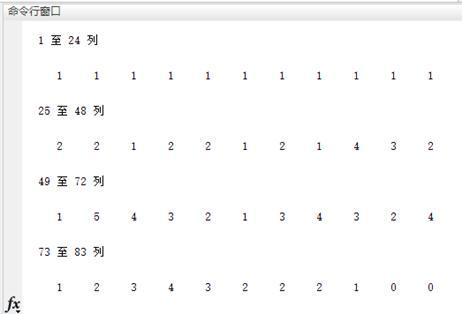 命令行窗口
1 至 24 列
1 1 1 1 1 1 1 1 1 1 1
25 至 48 列
2 2 1 2 2 1 2 1 4 3 2
49 至 72 列
1 5 4 3 2 1 3 4 3 2 4
73 至 83 列
1 2 3 4 3 2 2 2 1 0 0
fx